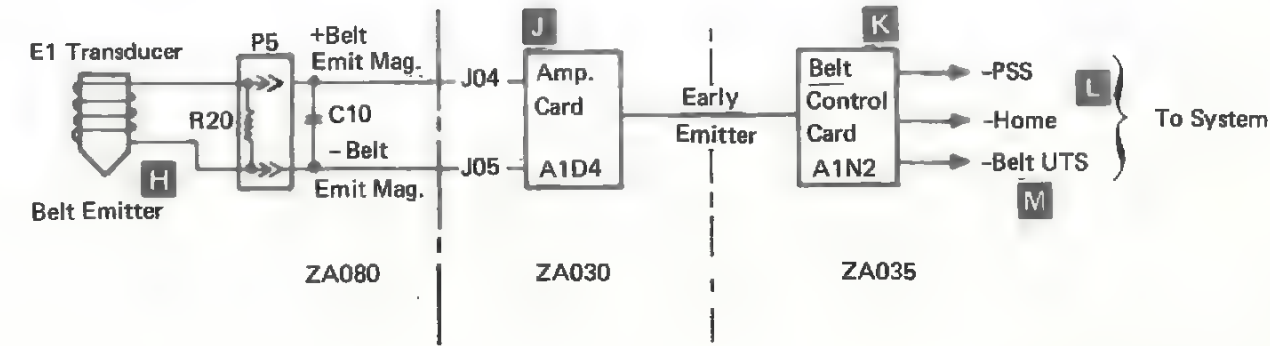 E1 Transducer
H
Belt Emitter
P5
R20
+Belt
Emit Mag.
C10
– Belt
Emit Mag.
ZA080
J04
J05
J
Amp.
Card
A1D4
ZA030
Early
Emitter
K
Belt
Control
Card
A1N2
ZA035
-PSS
-Home
-Belt UTS
L
M
To System